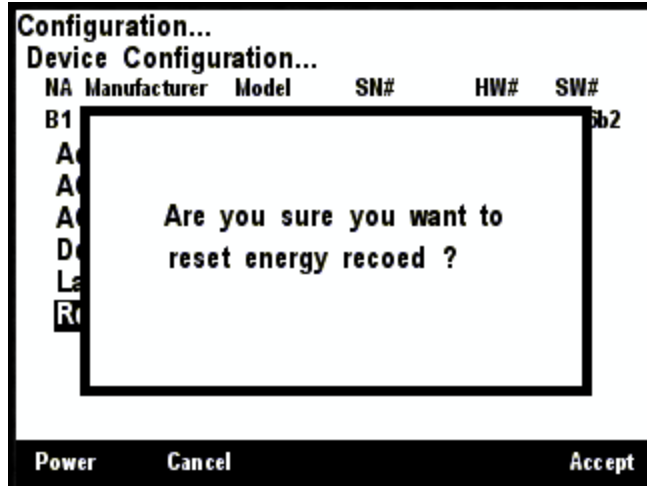 Configuration...
Device Configuration...
NA Manufacturer Model SN# HW# SW#
B1
Are you sure you want to
reset energy recoed ?
Power Cancel Accept